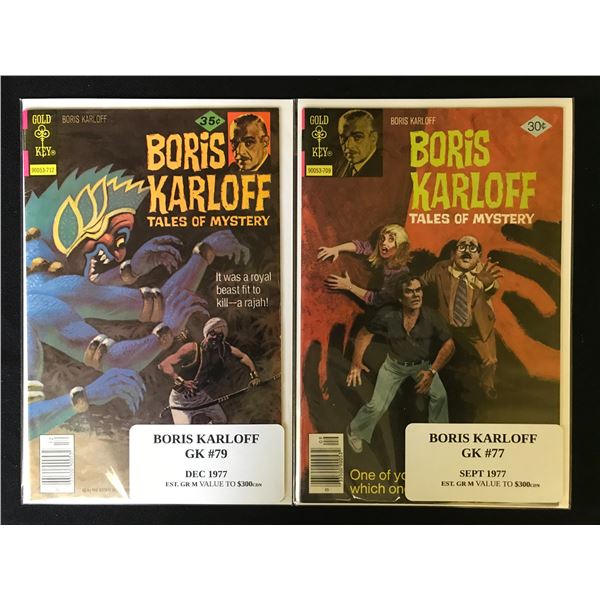 GOLD
KEY®
BORIS KARLOFF
35¢
90053-712
BORIS
KARLOFF
TALES OF MYSTERY
It was a royal
beast fit to
kill—a rajah!
BORIS KARLOFF
GK #79
DEC 1977
EST. GR M VALUE TO $300CDN
GOLD
KEY®
BORIS KARLOFF
30¢
90053-709
BORIS
KARLOFF
TALES OF MYSTERY
One of yo
which on
BORIS KARLOFF
GK #77
SEPT 1977
EST. GR M VALUE TO $300CDN